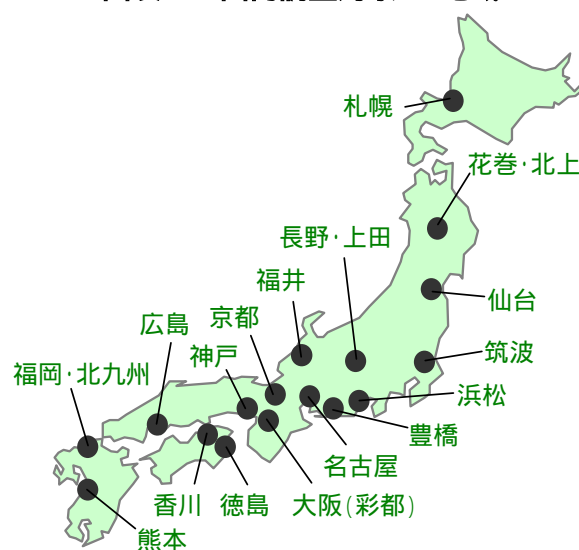 札幌
花巻・北上
長野・上田
福井
仙台
京都
広島
神戸
筑波
福岡・北九州
浜松
豊橋
名古屋
香川
徳島
大阪(彩都)
熊本